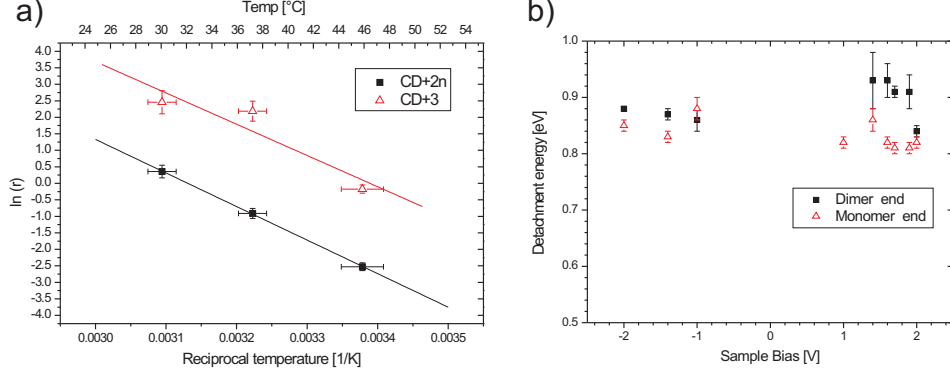 a)
Temp [°C]
24 26 28 30 32 34 36 38 40 42 44 46 48 50 52 54
4.0
3.5
3.0
2.5
2.0
1.5
1.0
0.5
0.0
-0.5
-1.0
-1.5
-2.0
-2.5
-3.0
-3.5
-4.0
ln (r)
CD+2n
CD+3
0.0030 0.0031 0.0032 0.0033 0.0034 0.0035
Reciprocal temperature [1/K]
b)
1.0
0.9
0.8
0.7
0.6
0.5
Detachment energy [eV]
Dimer end
Monomer end
-2 -1 0 1 2
Sample Bias [V]